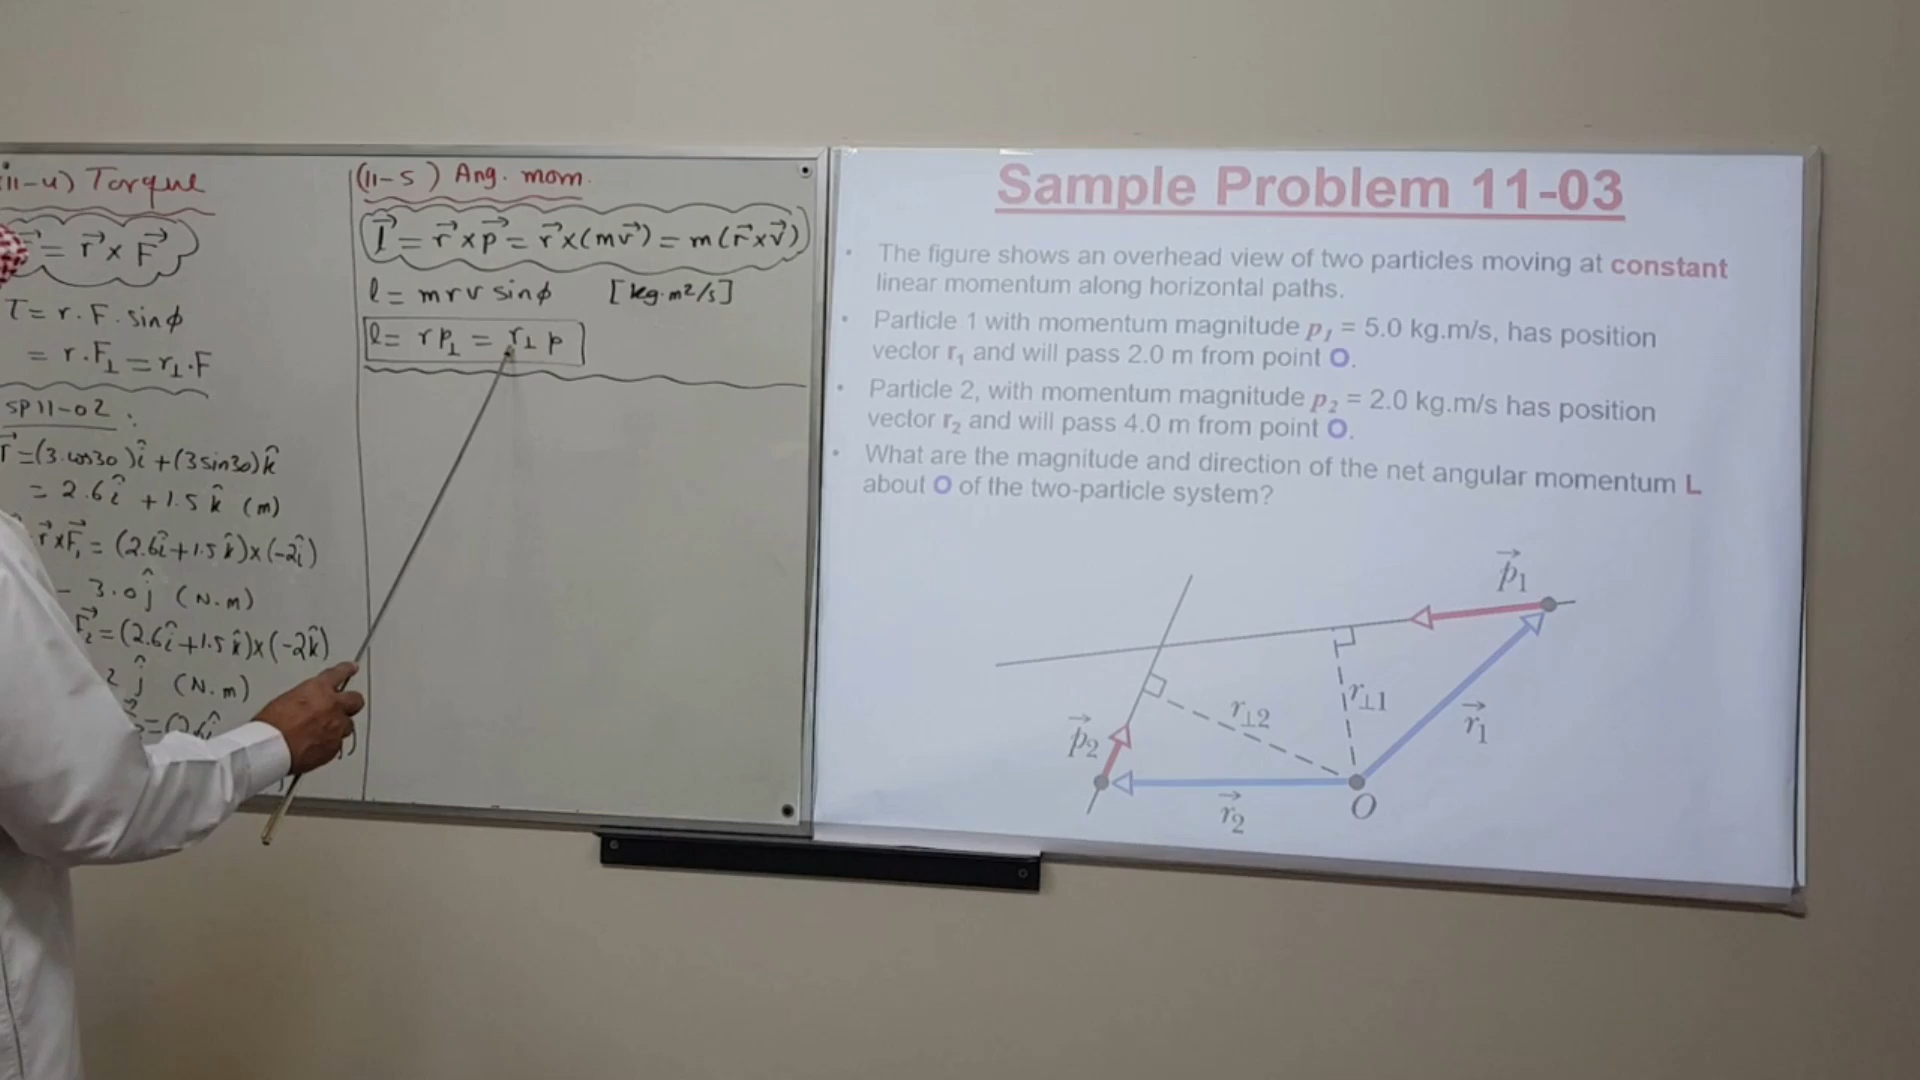 (11-4) Torque
= r⃗ × F⃗
τ = r . F . sinϕ
= r . F⊥ = r⊥ . F
SP11-02 :
r⃗ = (3.cos30)î + (3sin30)k̂
= 2.6î + 1.5 k̂ (m)
r⃗×F⃗₁ = (2.6î+1.5k̂)×(-2î)
- 3.0ĵ (N.m)
F⃗₂ = (2.6î+1.5k̂)×(-2k̂)
2 ĵ (N.m)
(11-5) Ang. mom.
l⃗ = r⃗ × p⃗ = r⃗ × (mv⃗) = m(r⃗ × v⃗)
l = m r v sinϕ [kg.m²/s]
l = r p⊥ = r⊥ p
Sample Problem 11-03
• The figure shows an overhead view of two particles moving at constant
linear momentum along horizontal paths.
• Particle 1 with momentum magnitude p₁ = 5.0 kg.m/s, has position
vector r₁ and will pass 2.0 m from point O.
• Particle 2, with momentum magnitude p₂ = 2.0 kg.m/s has position
vector r₂ and will pass 4.0 m from point O.
• What are the magnitude and direction of the net angular momentum L
about O of the two-particle system?
p⃗₁
r⊥1
r⊥2
r⃗₁
p⃗₂
r⃗₂
O